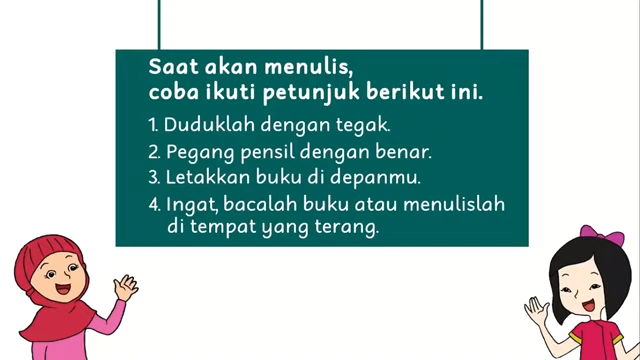 Saat akan menulis,
coba ikuti petunjuk berikut ini.
1. Duduklah dengan tegak.
2. Pegang pensil dengan benar.
3. Letakkan buku di depanmu.
4. Ingat, bacalah buku atau menulislah
di tempat yang terang.